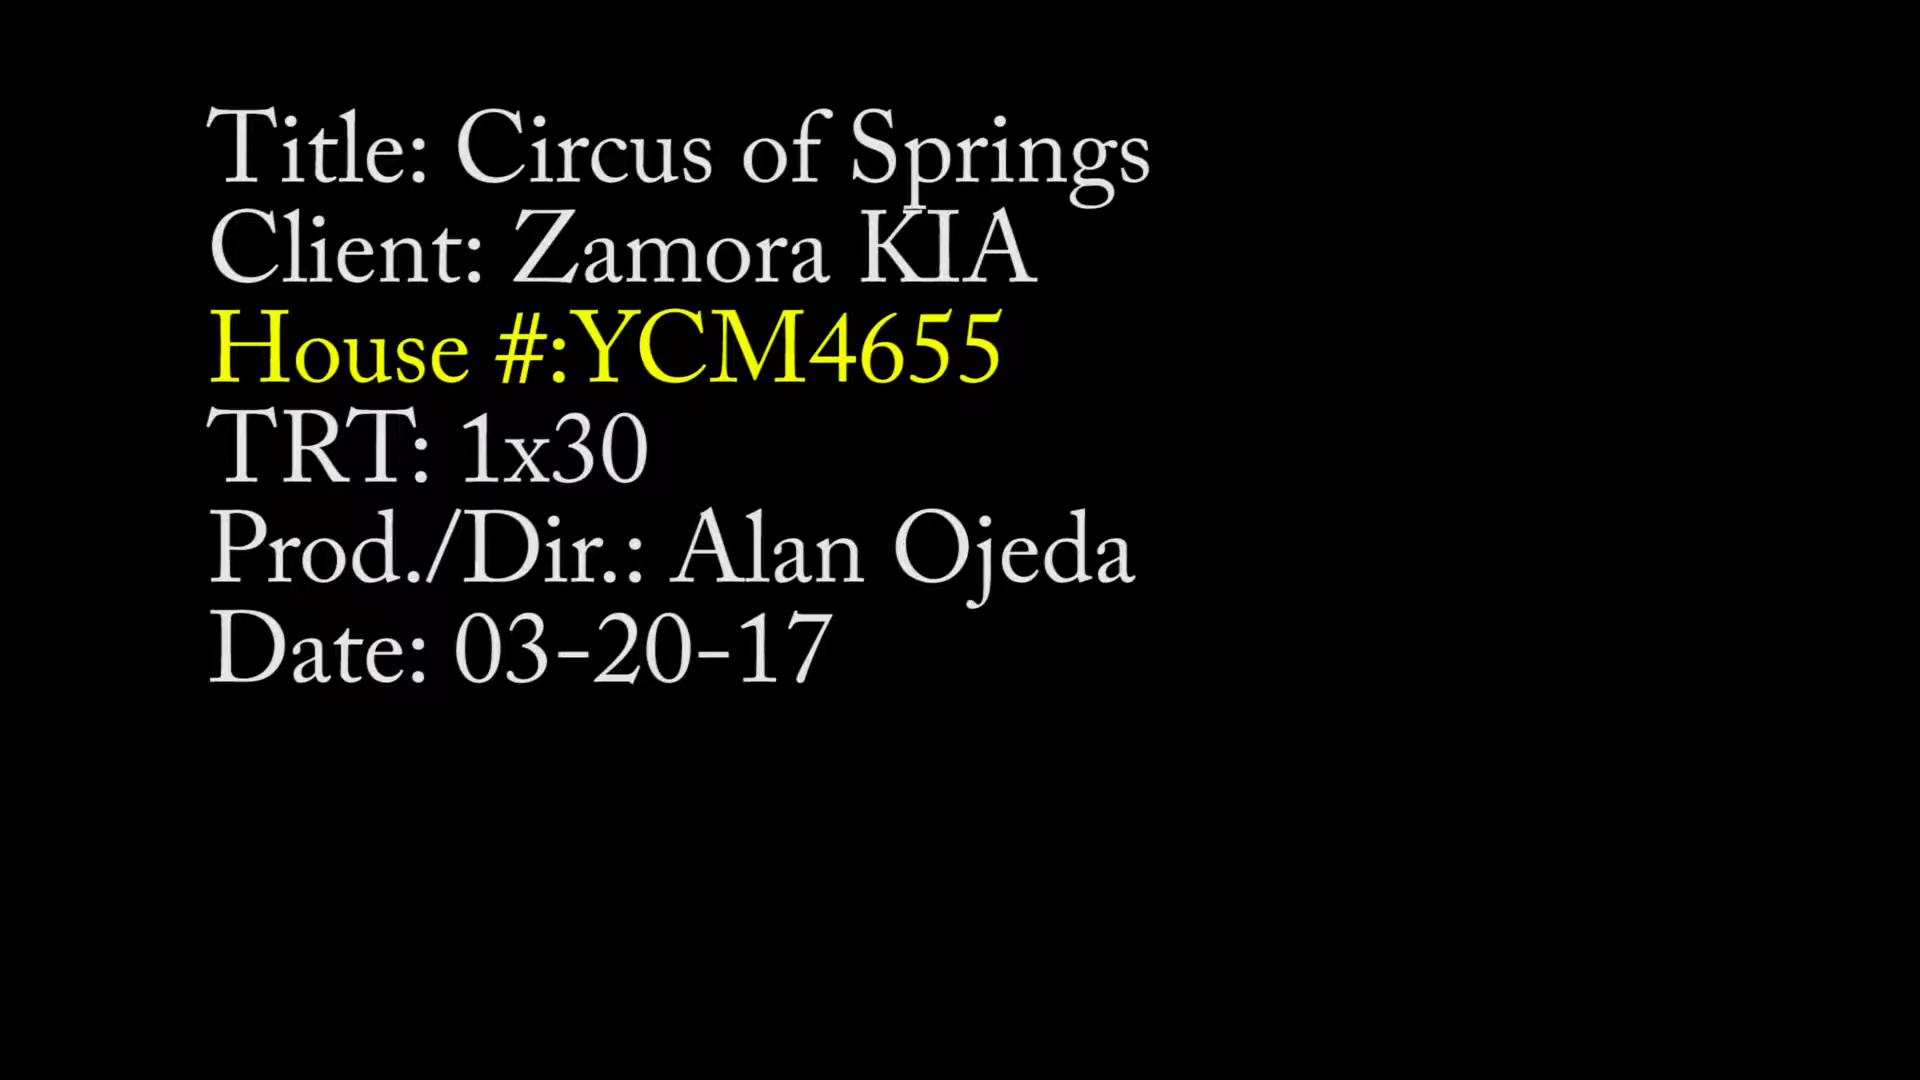 Title: Circus of Springs
Client: Zamora KIA
House #:YCM4655
TRT: 1x30
Prod./Dir.: Alan Ojeda
Date: 03-20-17